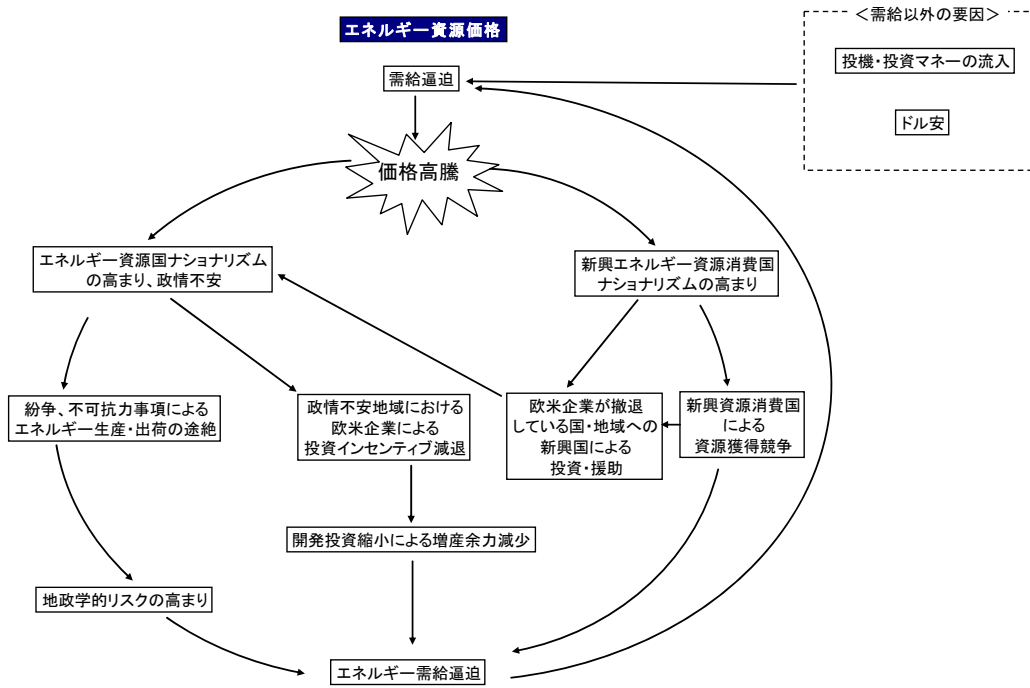 エネルギー資源価格
＜需給以外の要因＞
投機・投資マネーの流入
ドル安
需給逼迫
価格高騰
エネルギー資源国ナショナリズム
の高まり、政情不安
新興エネルギー資源消費国
ナショナリズムの高まり
紛争、不可抗力事項による
エネルギー生産・出荷の途絶
政情不安地域における
欧米企業による
投資インセンティブ減退
欧米企業が撤退
している国・地域への
新興国による
投資・援助
新興資源消費国
による
資源獲得競争
開発投資縮小による増産余力減少
地政学的リスクの高まり
エネルギー需給逼迫